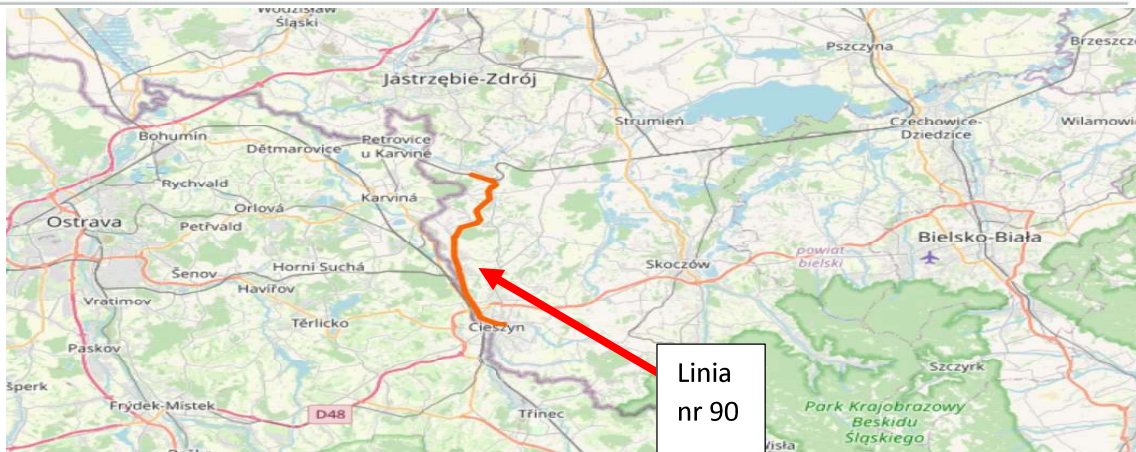 Wodzisław
Śląski
Pszczyna
Brzeszcze
Jastrzębie-Zdrój
Strumień
Czechowice-
Dziedzice
Wilamowi
Bohumín
Dětmarovice
Petrovice
u Karviné
Rychvald
Karviná
Orlová
Ostrava
Petřvald
Bielsko-Biała
powiat
bielski
Skoczów
Šenov
Horní Suchá
Havířov
Vratimov
Těrlicko
Cieszyn
Paskov
šperk
Linia
nr 90
Szczyrk
Frýdek-Místek
D48
Třinec
Park Krajobrazowy
Beskidu
Śląskiego
Wisła